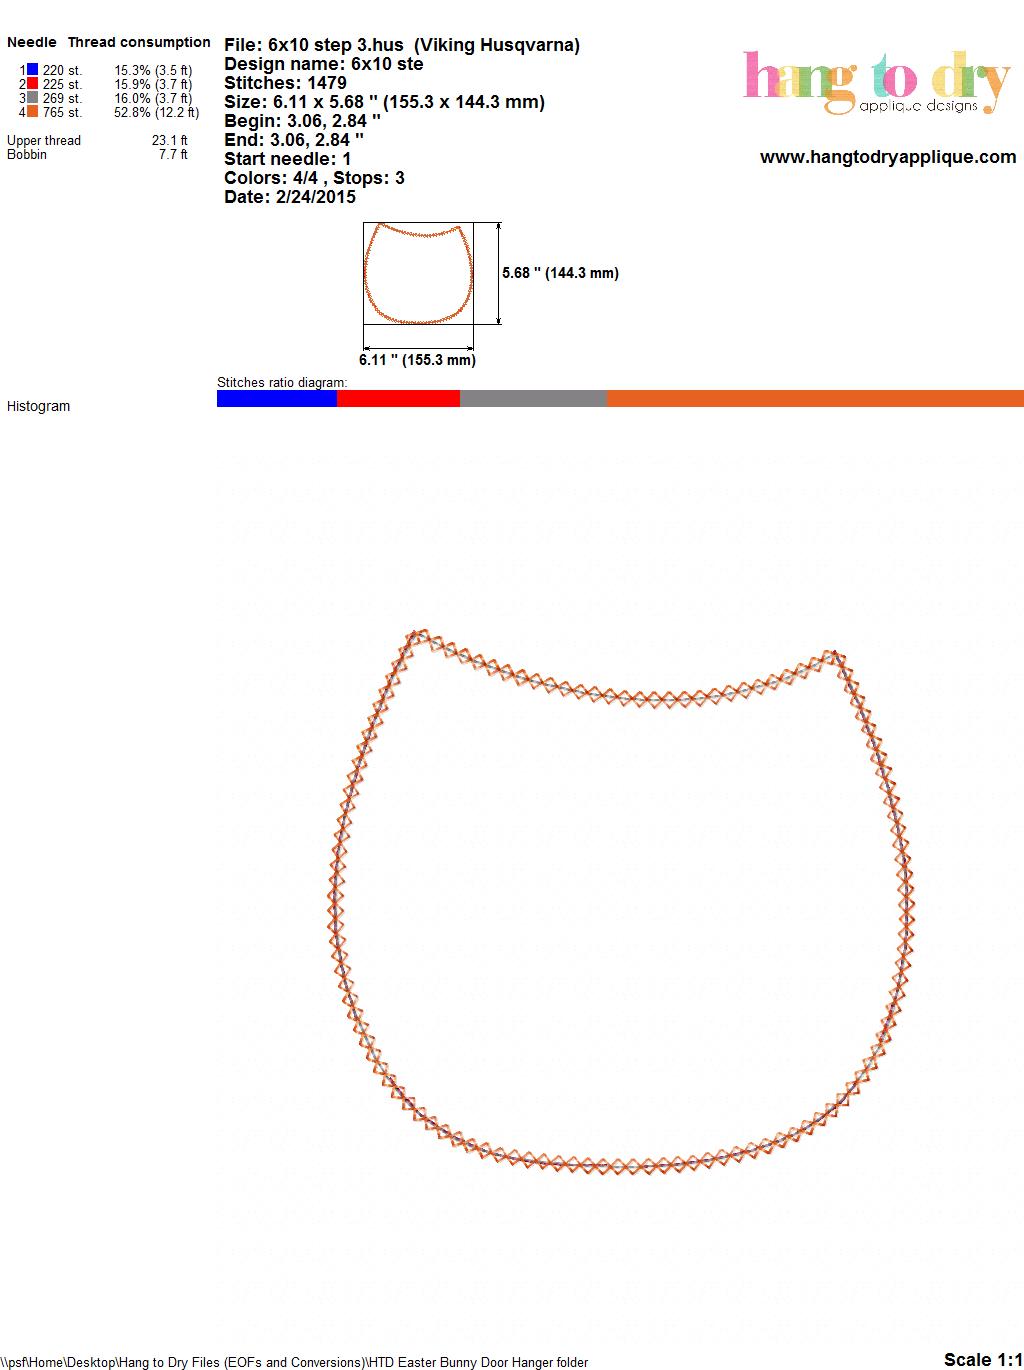 Needle Thread consumption
1 220 st. 15.3% (3.5 ft)
2 225 st. 15.9% (3.7 ft)
3 269 st. 16.0% (3.7 ft)
4 765 st. 52.8% (12.2 ft)
Upper thread 23.1 ft
Bobbin 7.7 ft
File: 6x10 step 3.hus (Viking Husqvarna)
Design name: 6x10 ste
Stitches: 1479
Size: 6.11 x 5.68 " (155.3 x 144.3 mm)
Begin: 3.06, 2.84 "
End: 3.06, 2.84 "
Start needle: 1
Colors: 4/4 , Stops: 3
Date: 2/24/2015
hang to dry
applique designs
www.hangtodryapplique.com
5.68 " (144.3 mm)
6.11 " (155.3 mm)
Stitches ratio diagram:
Histogram
\\psf\Home\Desktop\Hang to Dry Files (EOFs and Conversions)\HTD Easter Bunny Door Hanger folder
Scale 1:1